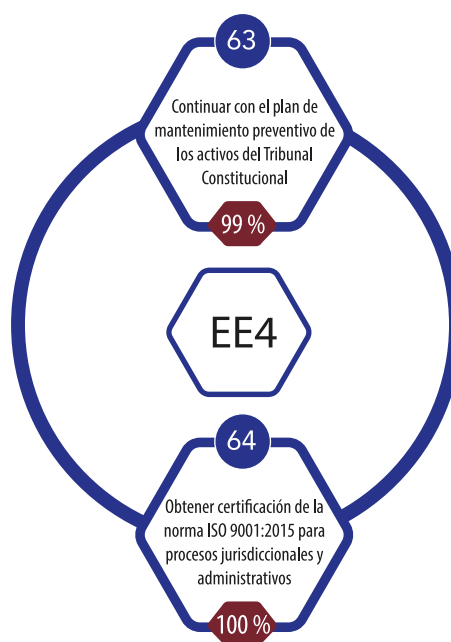 63
Continuar con el plan de
mantenimiento preventivo de
los activos del Tribunal
Constitucional
99 %
EE4
64
Obtener certificación de la
norma ISO 9001:2015 para
procesos jurisdiccionales y
administrativos
100 %